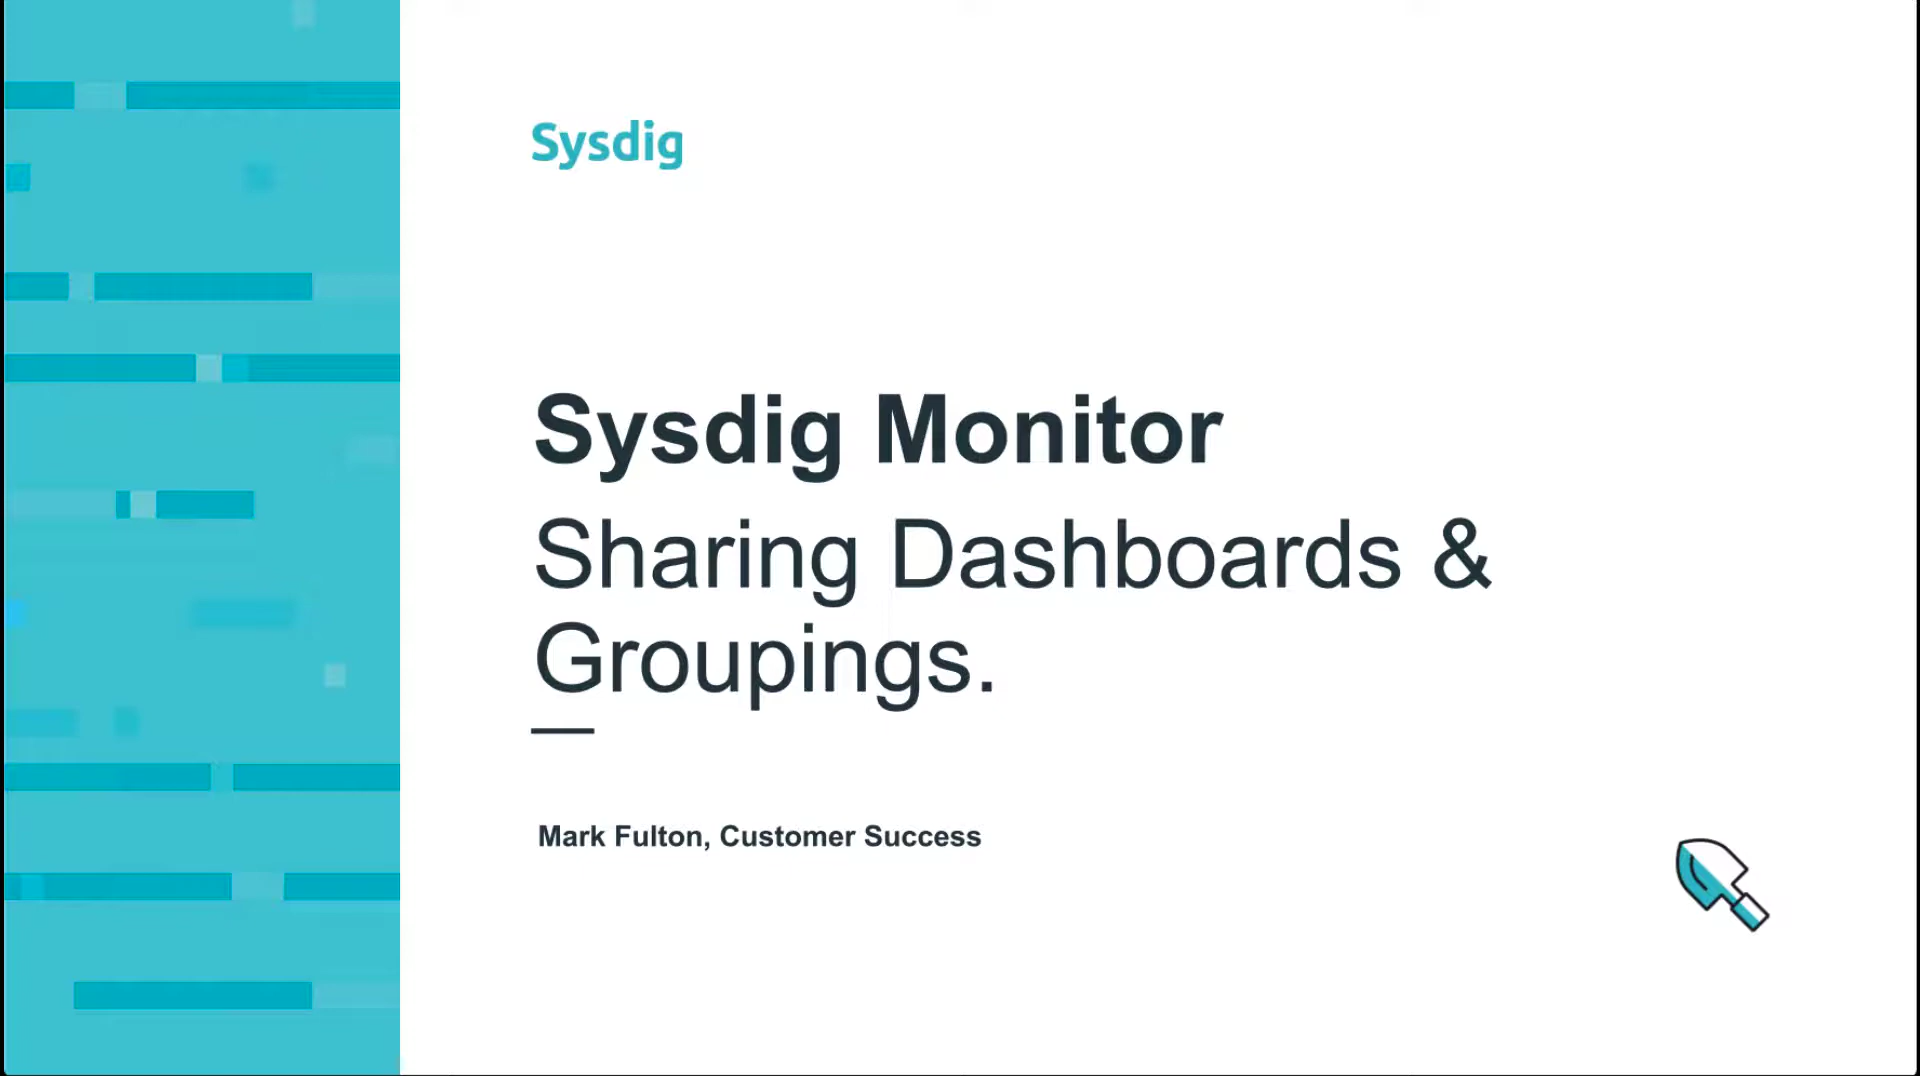 Sysdig
Sysdig Monitor
Sharing Dashboards &
Groupings.
Mark Fulton, Customer Success